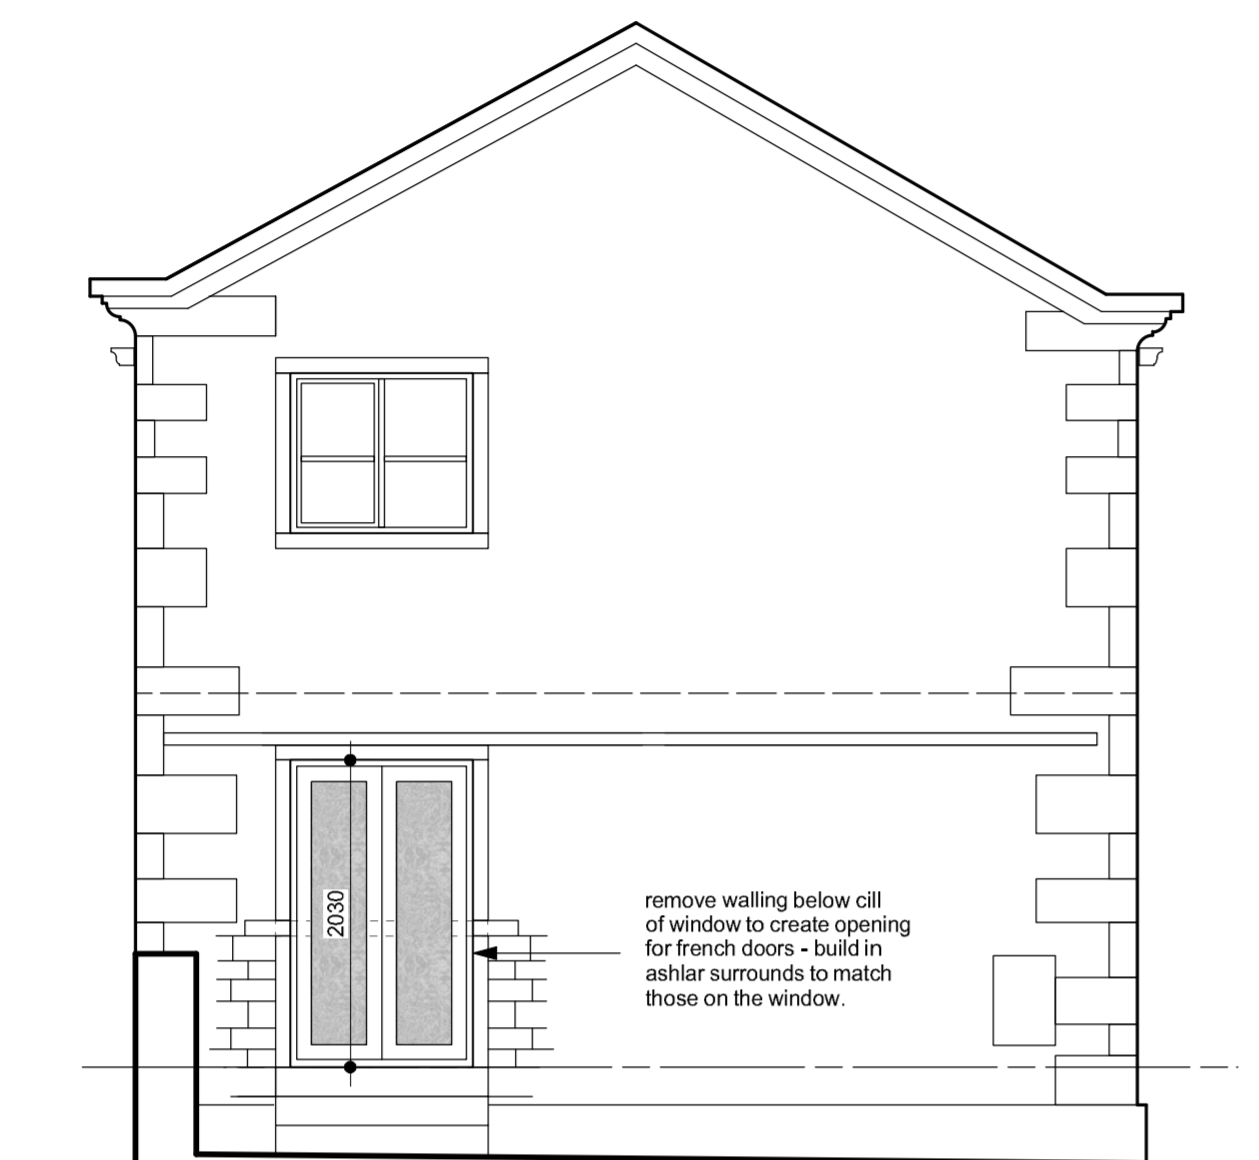 2030
remove walling below cill
of window to create opening
for french doors - build in
ashlar surrounds to match
those on the window.